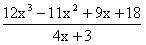 12x³ − 11x² + 9x + 18
4x + 3